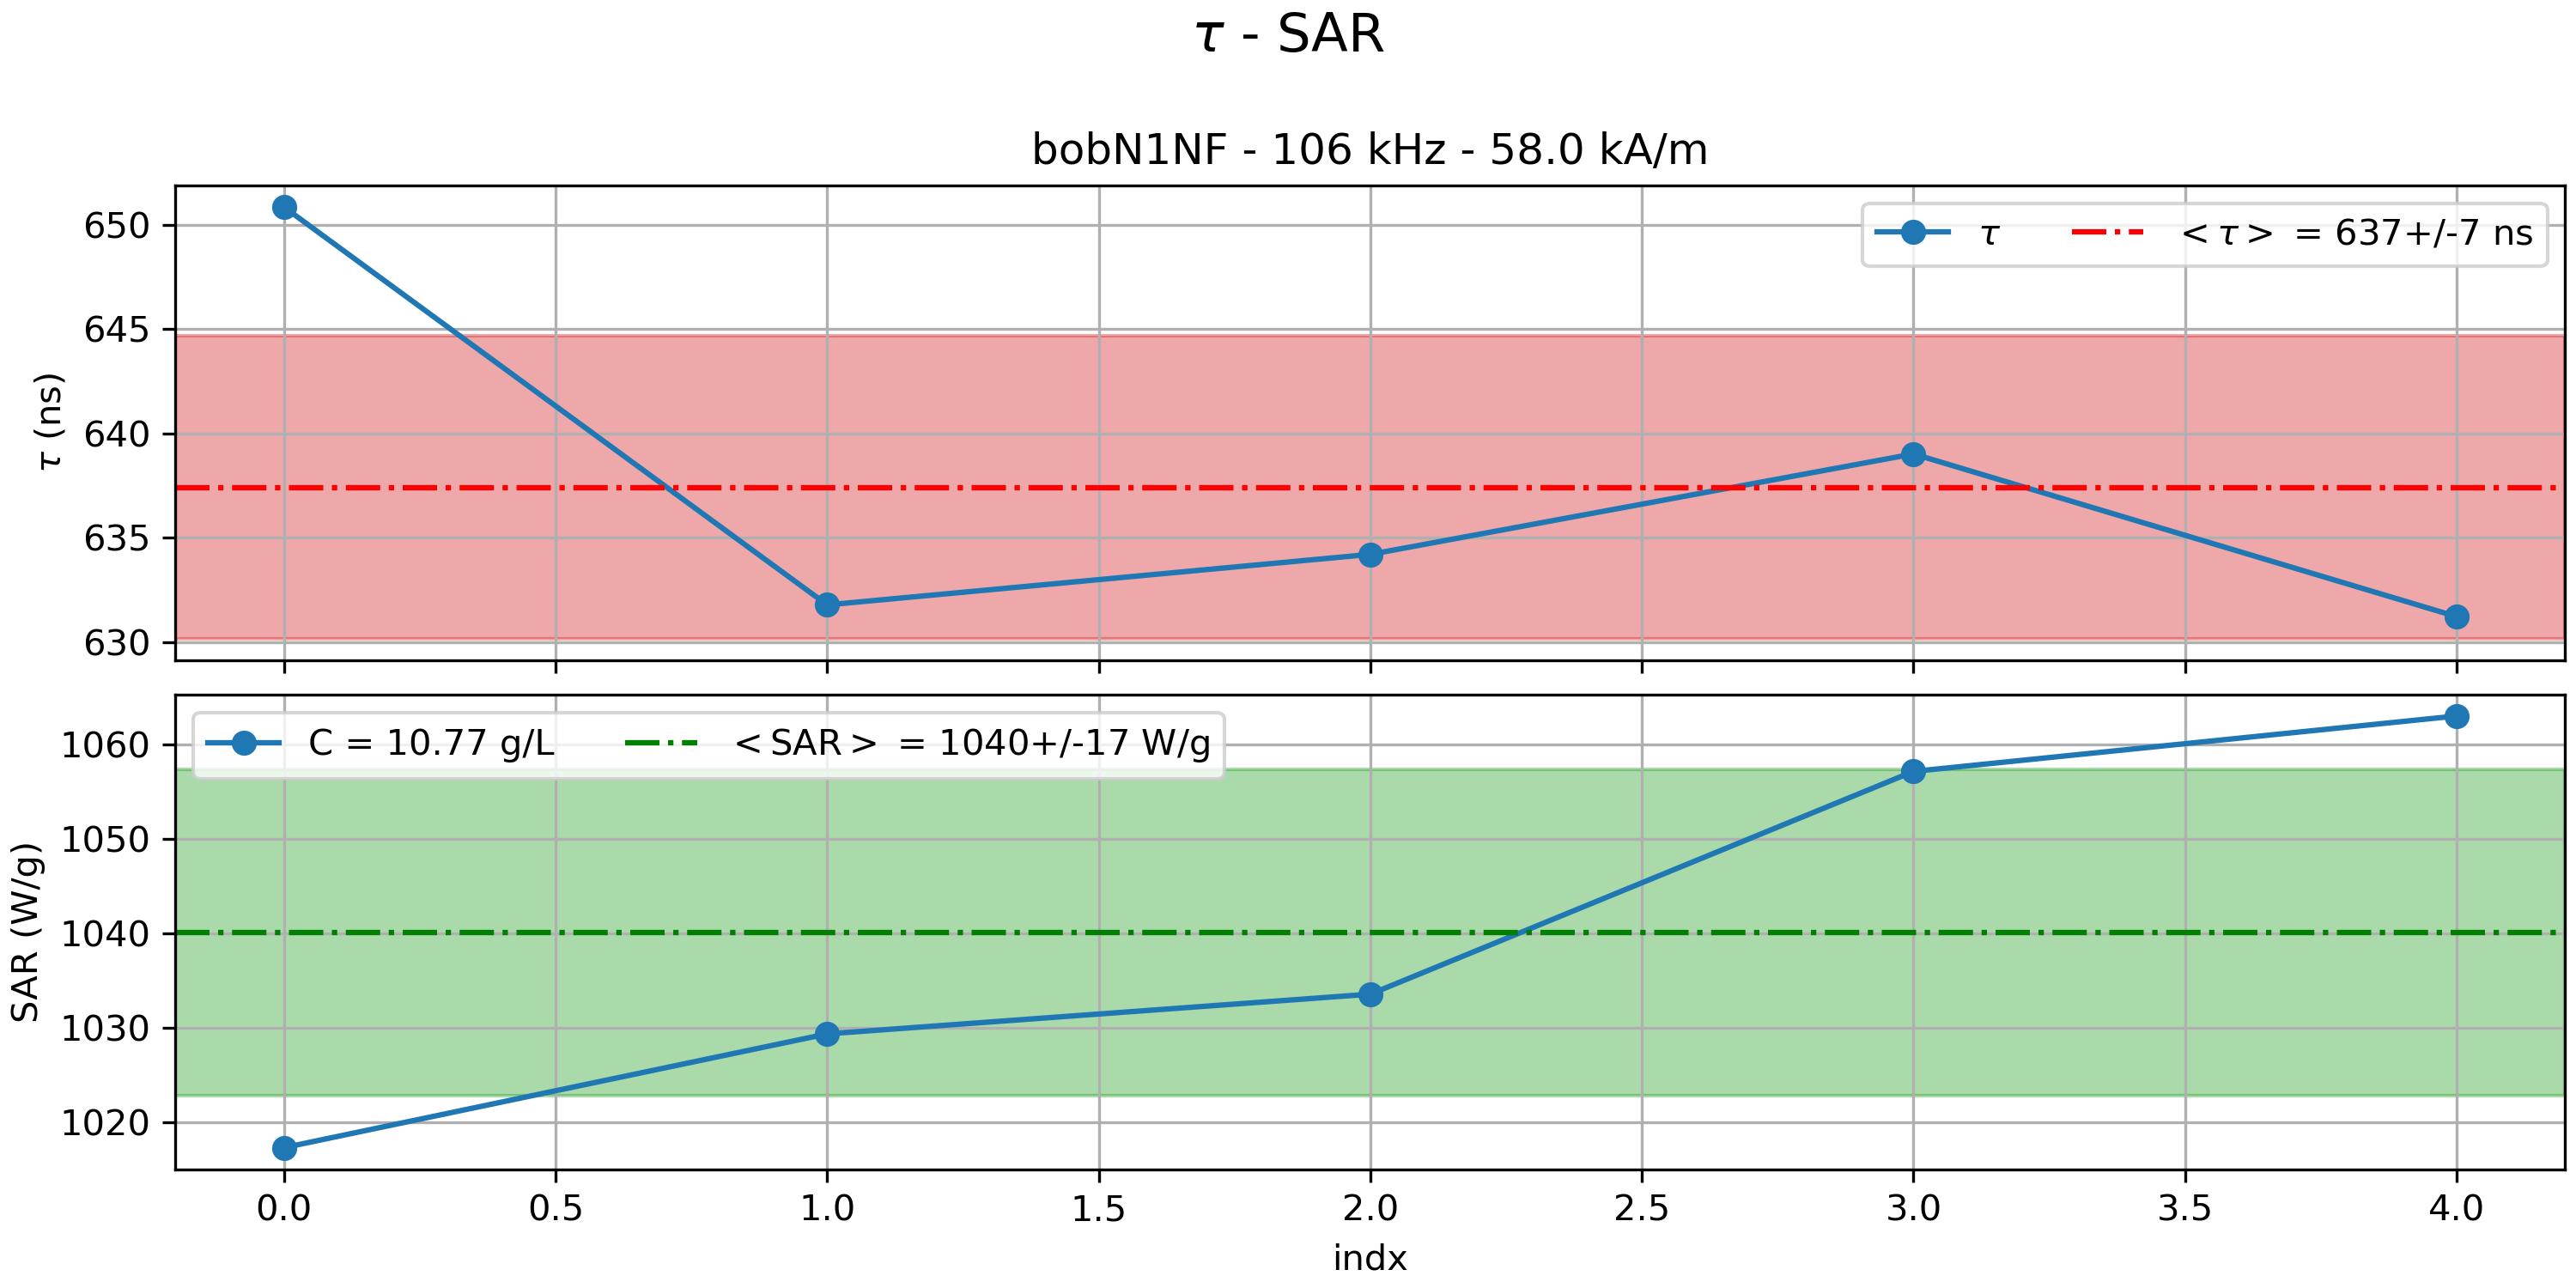 τ - SAR
bobN1NF - 106 kHz - 58.0 kA/m
τ (ns)
650
645
640
635
630
τ
< τ > = 637+/-7 ns
SAR (W/g)
1060
1050
1040
1030
1020
C = 10.77 g/L
< SAR > = 1040+/-17 W/g
0.0 0.5 1.0 1.5 2.0 2.5 3.0 3.5 4.0
indx